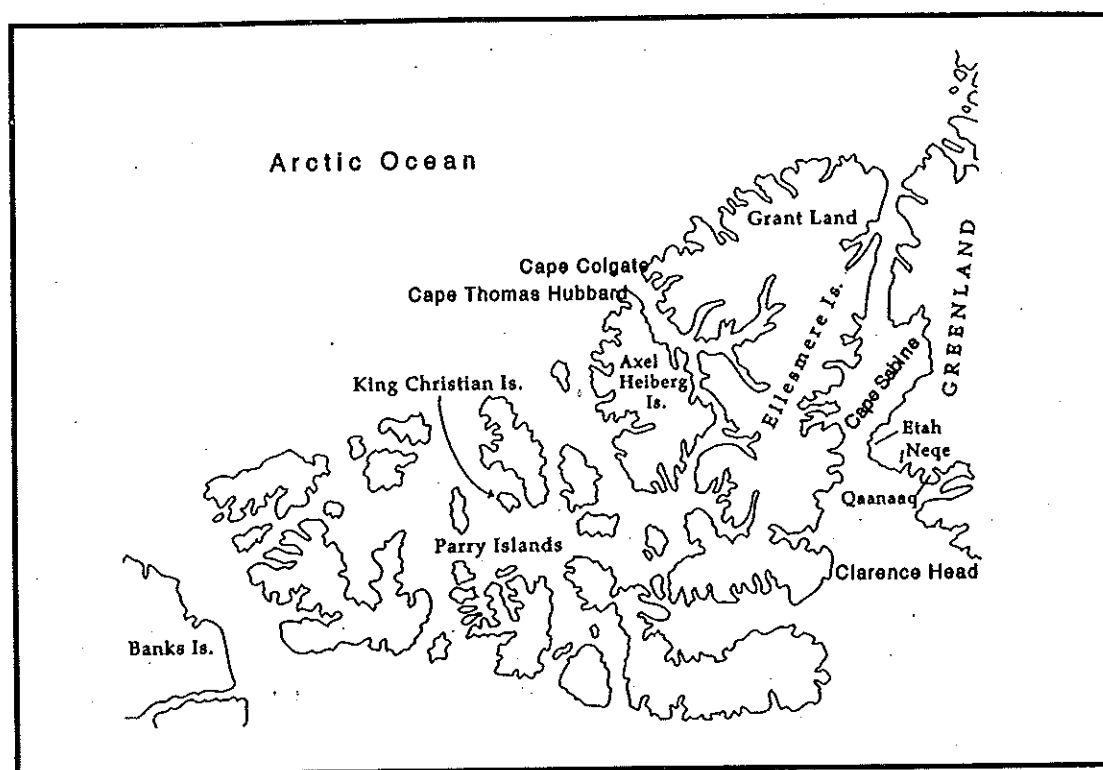 Arctic Ocean
Grant Land
Cape Colgate
Cape Thomas Hubbard
GREENLAND
Ellesmere Is.
Axel
Heiberg
Is.
King Christian Is.
Cape Sabine
Etah
Neqe
Qaanaaq
Parry Islands
Clarence Head
Banks Is.